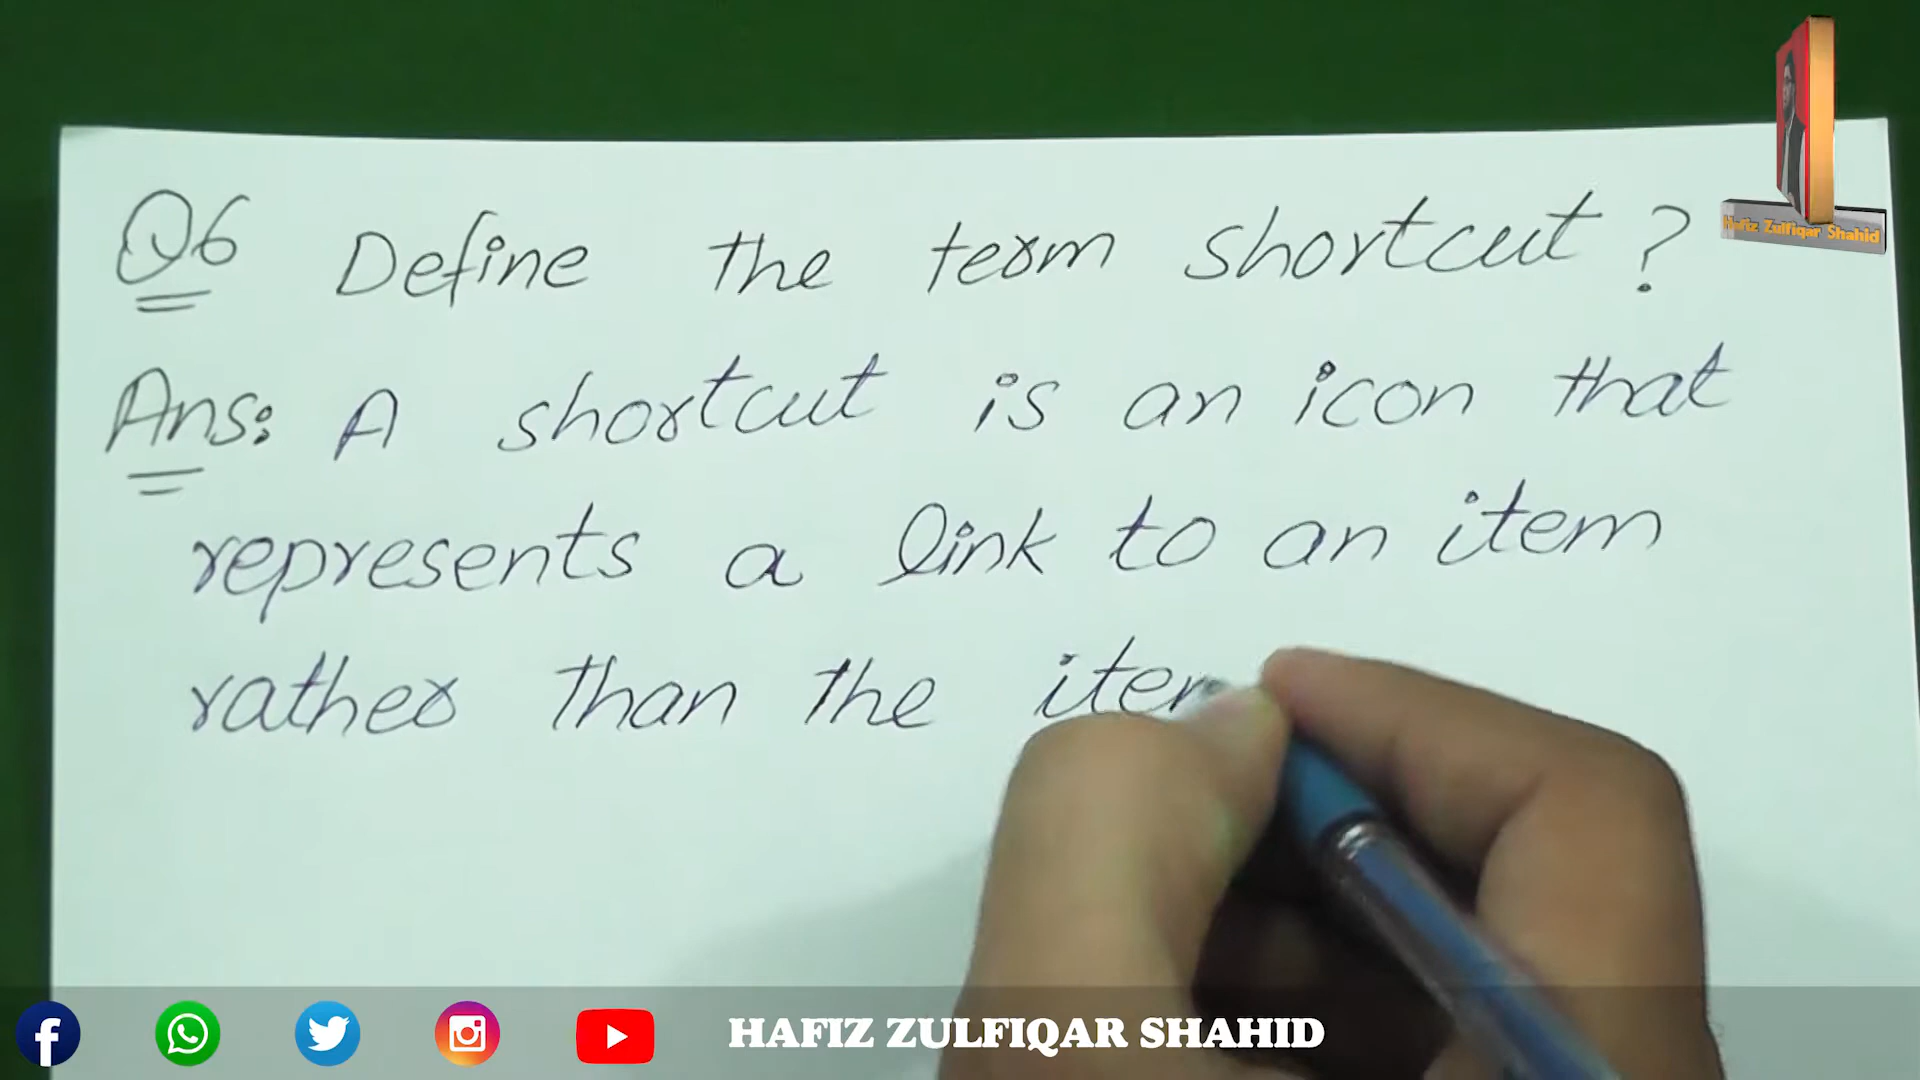 Hafiz Zulfiqar Shahid
Q6 Define the term shortcut ?
Ans: A shortcut is an icon that
represents a link to an item
rather than the
HAFIZ ZULFIQAR SHAHID